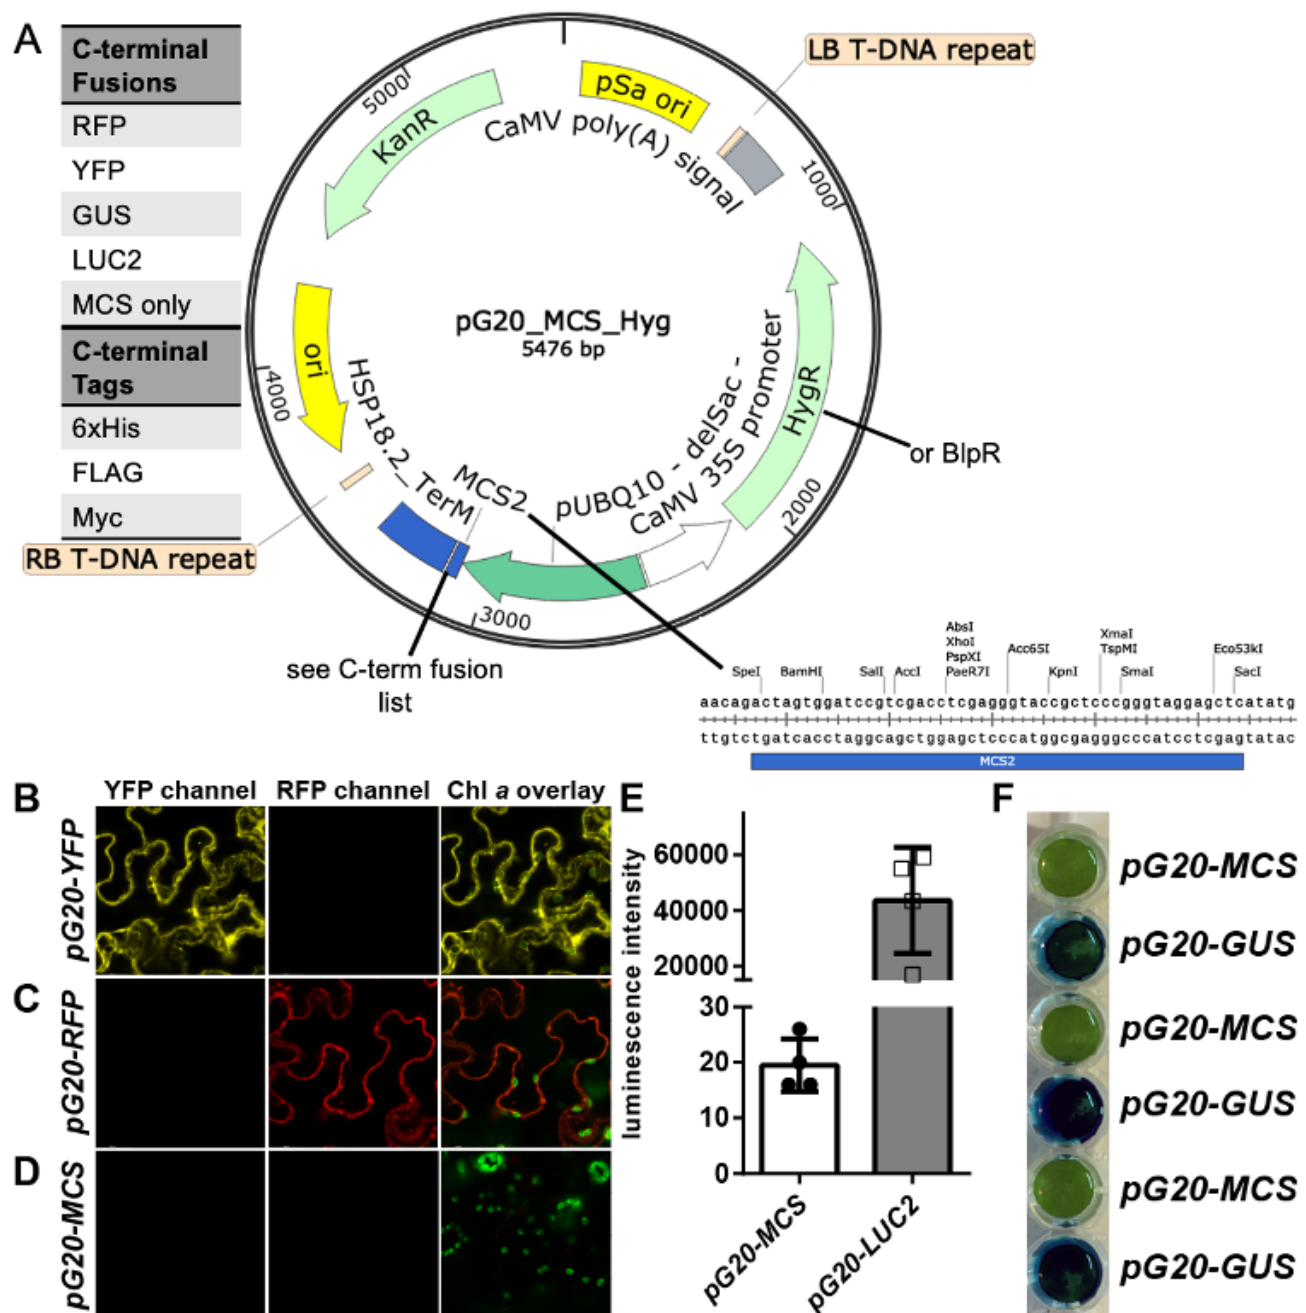 A
C-terminal
Fusions
RFP
YFP
GUS
LUC2
MCS only
C-terminal
Tags
6xHis
FLAG
Myc
LB T-DNA repeat
pSa ori
CaMV poly(A) signal
KanR
5000
1000
pG20_MCS_Hyg
5476 bp
ori
4000
HSP18.2_TerM
MCS2
pUBQ10 - delSac -
CaMV 35S promoter
HygR
or BlpR
2000
3000
RB T-DNA repeat
see C-term fusion
list
AbsI
XhoI
PspXI
PaeR7I
SpeI
BamHI
SalI
AccI
Acc65I
KpnI
XmaI
TspMI
SmaI
Eco53kI
SacI
aacagactagtggatccgtcgacctcgagggtaccgctcccgggtaggagctcatatg
ttgtctgatcacctaggcagctggagctcccatggcgagggcccatcctcgagtatac
MCS2
B
YFP channel
RFP channel
Chl a overlay
pG20-YFP
C
pG20-RFP
D
pG20-MCS
E
luminescence intensity
60000
40000
20000
30
20
10
0
pG20-MCS
pG20-LUC2
F
pG20-MCS
pG20-GUS
pG20-MCS
pG20-GUS
pG20-MCS
pG20-GUS